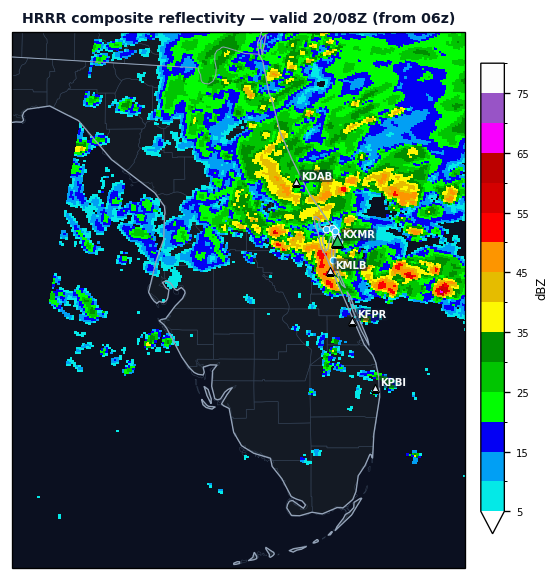 HRRR composite reflectivity — valid 20/08Z (from 06z)
KDAB
KXMR
KMLB
KFPR
KPBI
75
65
55
45
35
25
15
5
dBZ